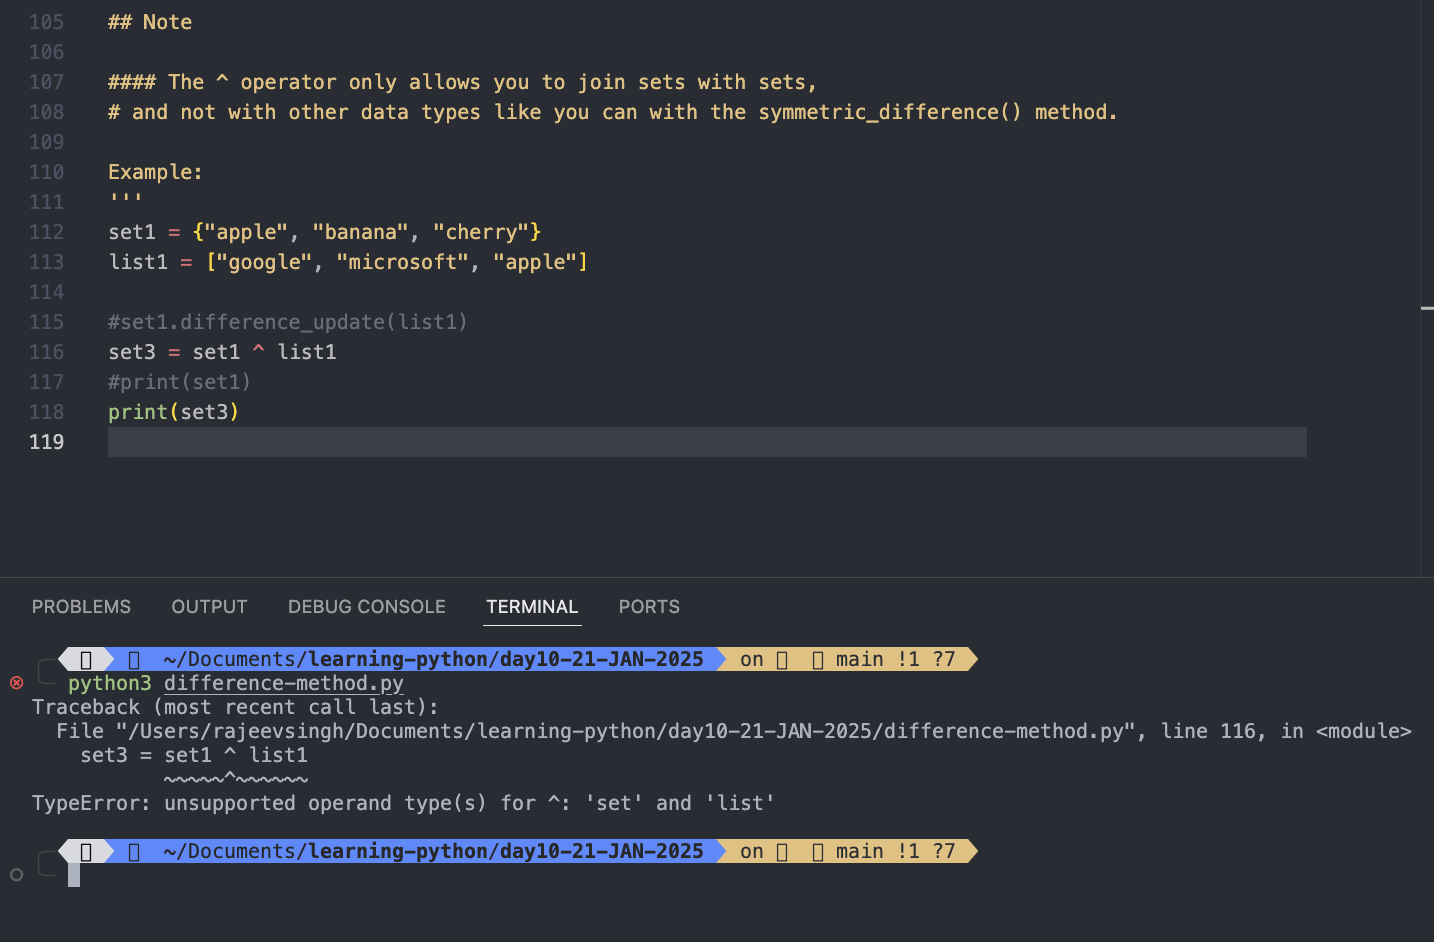 105 ## Note
106
107 #### The ^ operator only allows you to join sets with sets,
108 # and not with other data types like you can with the symmetric_difference() method.
109
110 Example:
111 '''
112 set1 = {"apple", "banana", "cherry"}
113 list1 = ["google", "microsoft", "apple"]
114
115 #set1.difference_update(list1)
116 set3 = set1 ^ list1
117 #print(set1)
118 print(set3)
119
PROBLEMS OUTPUT DEBUG CONSOLE TERMINAL PORTS
~/Documents/learning-python/day10-21-JAN-2025 on main !1 ?7
python3 difference-method.py
Traceback (most recent call last):
File "/Users/rajeevsingh/Documents/learning-python/day10-21-JAN-2025/difference-method.py", line 116, in <module>
set3 = set1 ^ list1
~~~~~^~~~~~~
TypeError: unsupported operand type(s) for ^: 'set' and 'list'
~/Documents/learning-python/day10-21-JAN-2025 on main !1 ?7